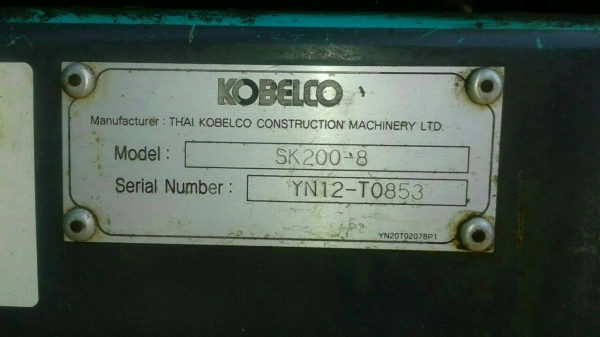 KOBELCO
Manufacturer : THAI KOBELCO CONSTRUCTION MACHINERY LTD.
Model : SK200-8
Serial Number : YN12-T0853
YN20T02078P1